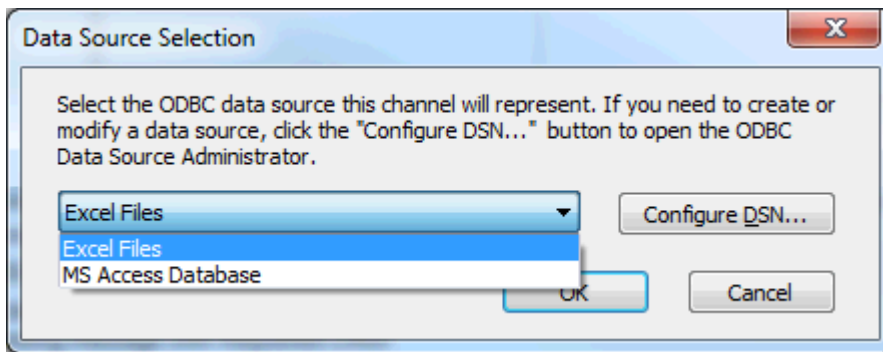 Data Source Selection
Select the ODBC data source this channel will represent. If you need to create or
modify a data source, click the "Configure DSN..." button to open the ODBC
Data Source Administrator.
Excel Files
Configure DSN...
Excel Files
MS Access Database
OK
Cancel